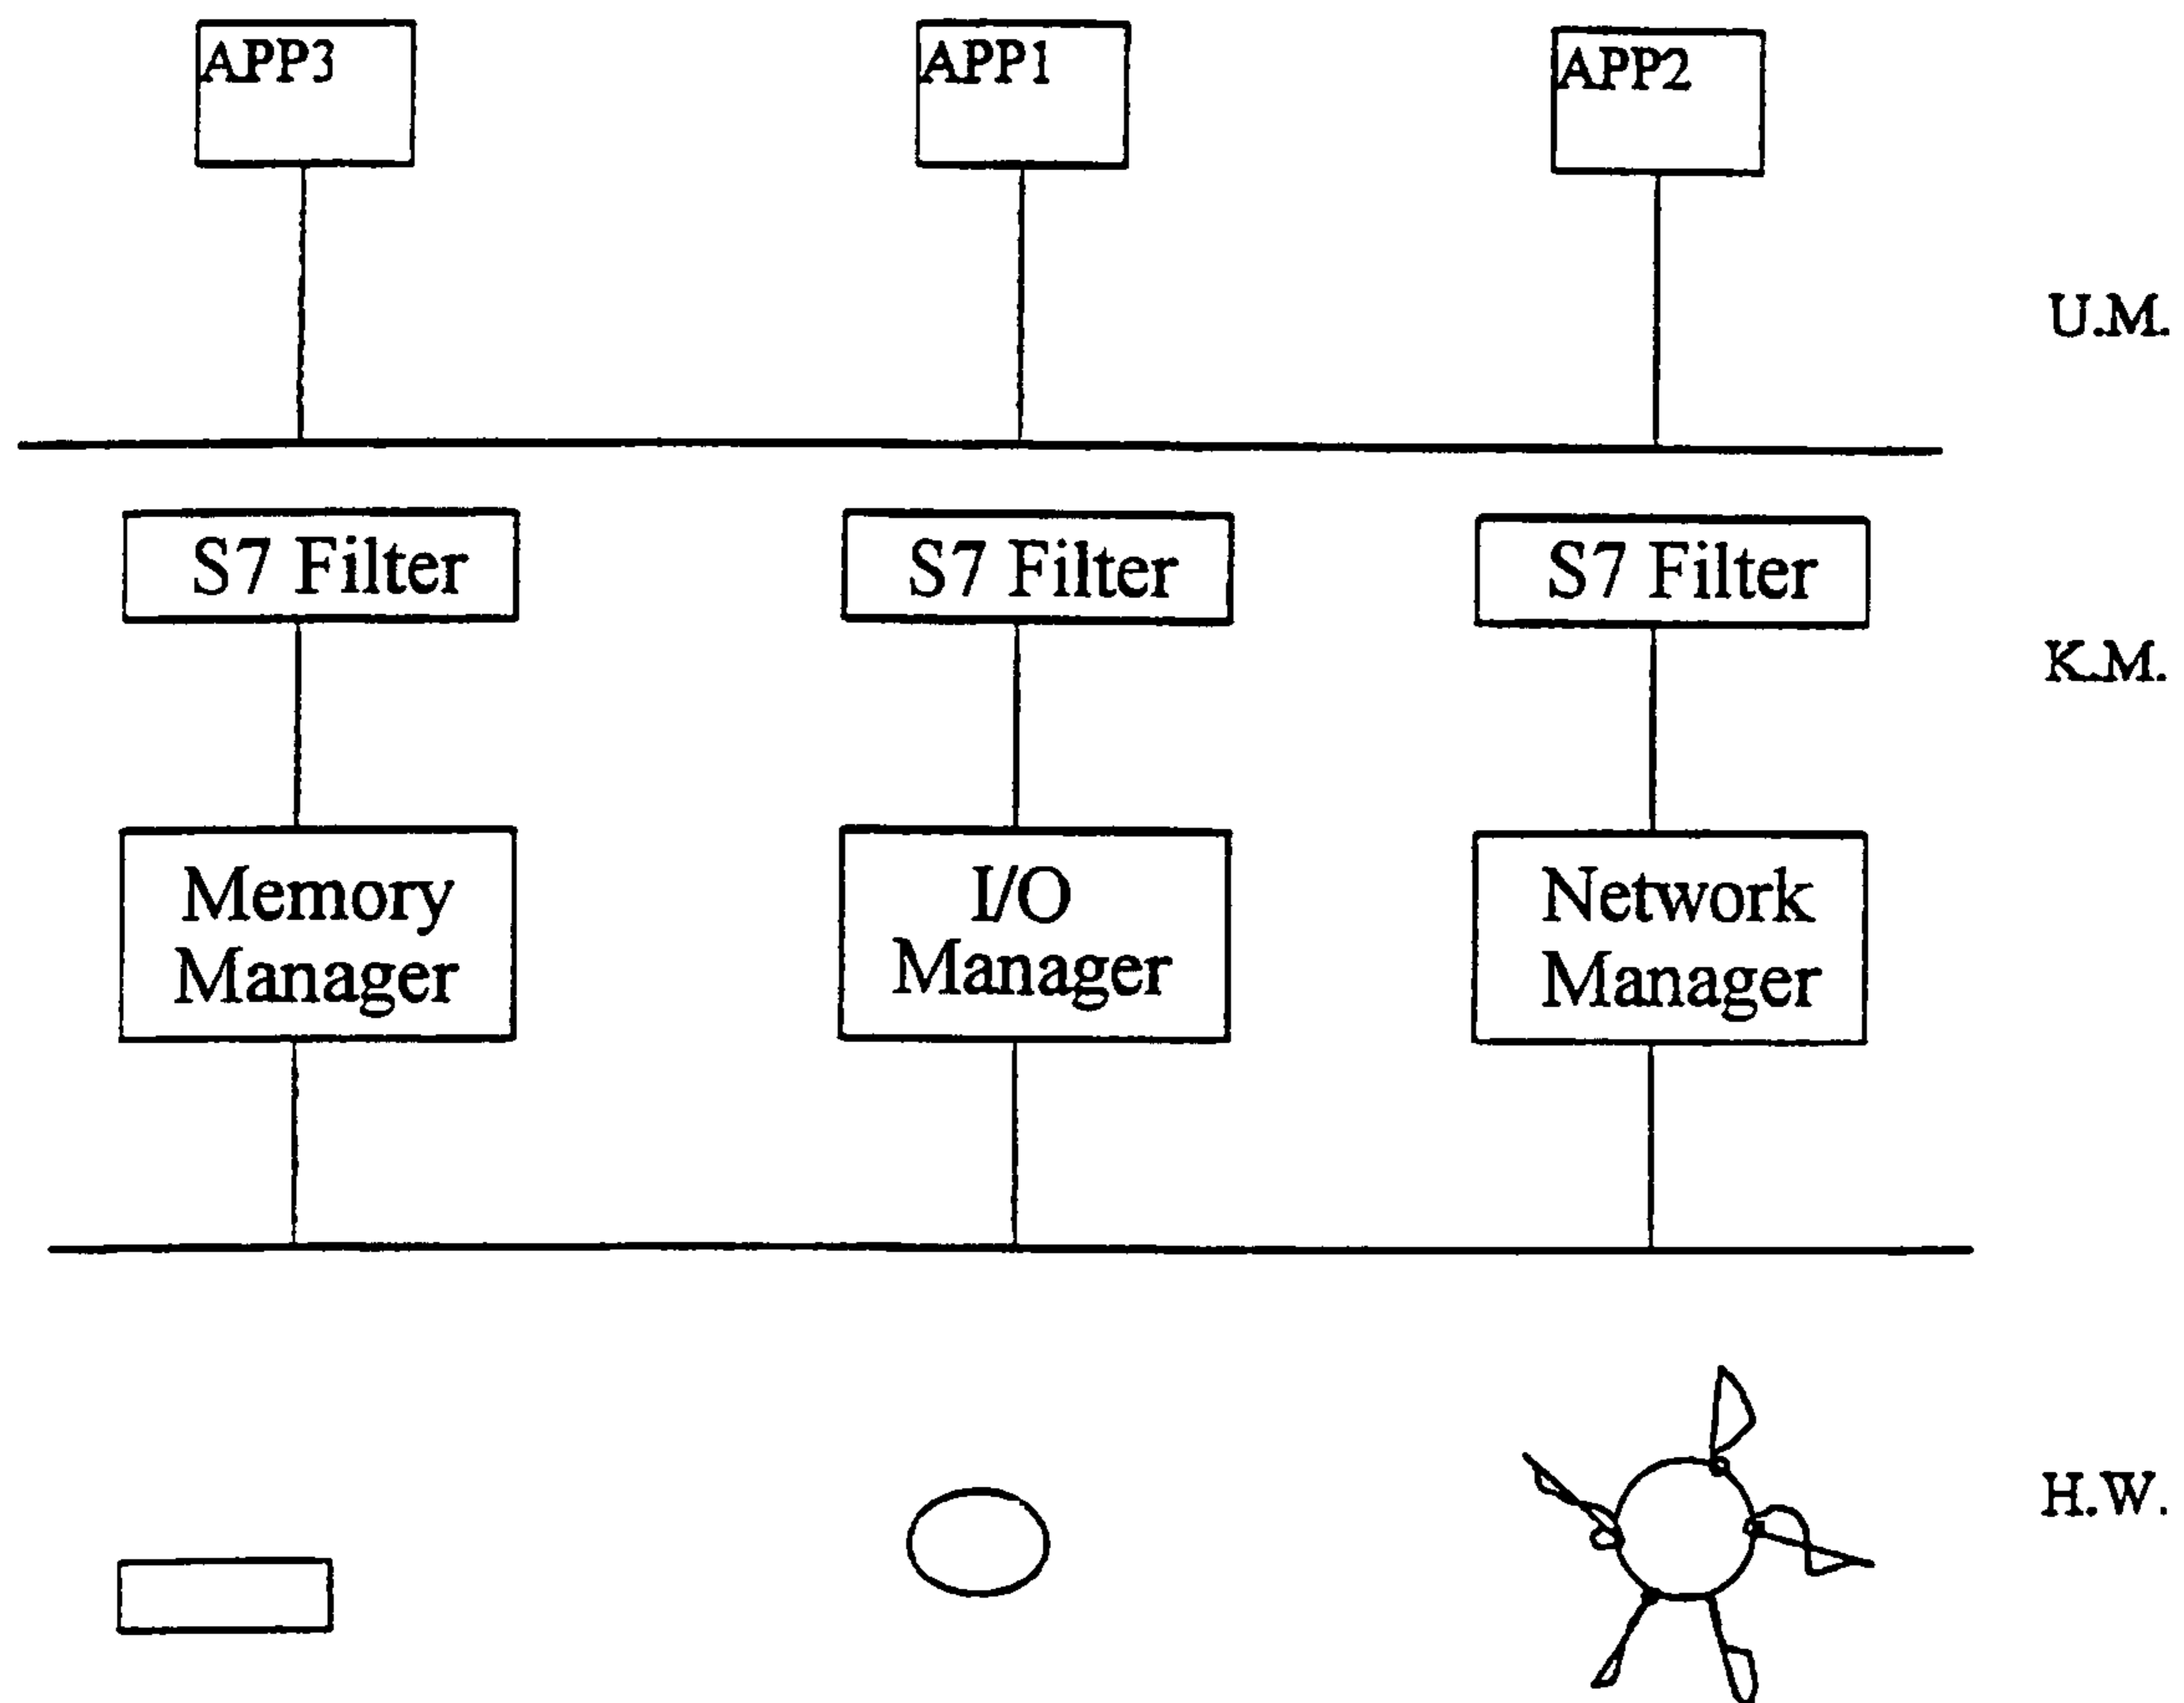 APP3
APP1
APP2
U.M.
S7 Filter
S7 Filter
S7 Filter
K.M.
Memory
Manager
I/O
Manager
Network
Manager
H.W.